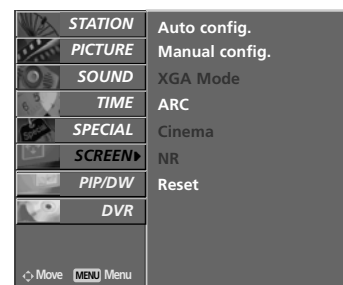 STATION
PICTURE
SOUND
TIME
SPECIAL
SCREEN
PIP/DW
DVR
Move MENU Menu
Auto config.
Manual config.
XGA Mode
ARC
Cinema
NR
Reset